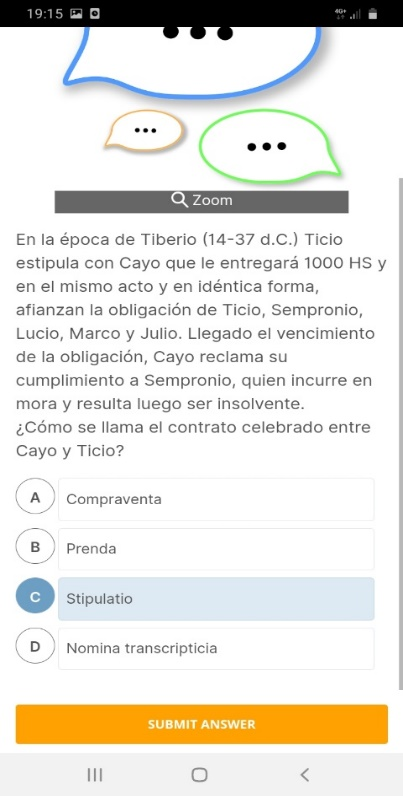 19:15
4G+
Zoom
En la época de Tiberio (14-37 d.C.) Ticio
estipula con Cayo que le entregará 1000 HS y
en el mismo acto y en idéntica forma,
afianzan la obligación de Ticio, Sempronio,
Lucio, Marco y Julio. Llegado el vencimiento
de la obligación, Cayo reclama su
cumplimiento a Sempronio, quien incurre en
mora y resulta luego ser insolvente.
¿Cómo se llama el contrato celebrado entre
Cayo y Ticio?
A Compraventa
B Prenda
C Stipulatio
D Nomina transcripticia
SUBMIT ANSWER